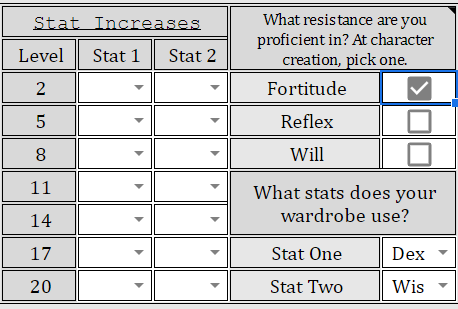 Stat Increases
What resistance are you
proficient in? At character
creation, pick one.
Level Stat 1 Stat 2
2 Fortitude
5 Reflex
8 Will
11
What stats does your
wardrobe use?
14
17 Stat One Dex
20 Stat Two Wis